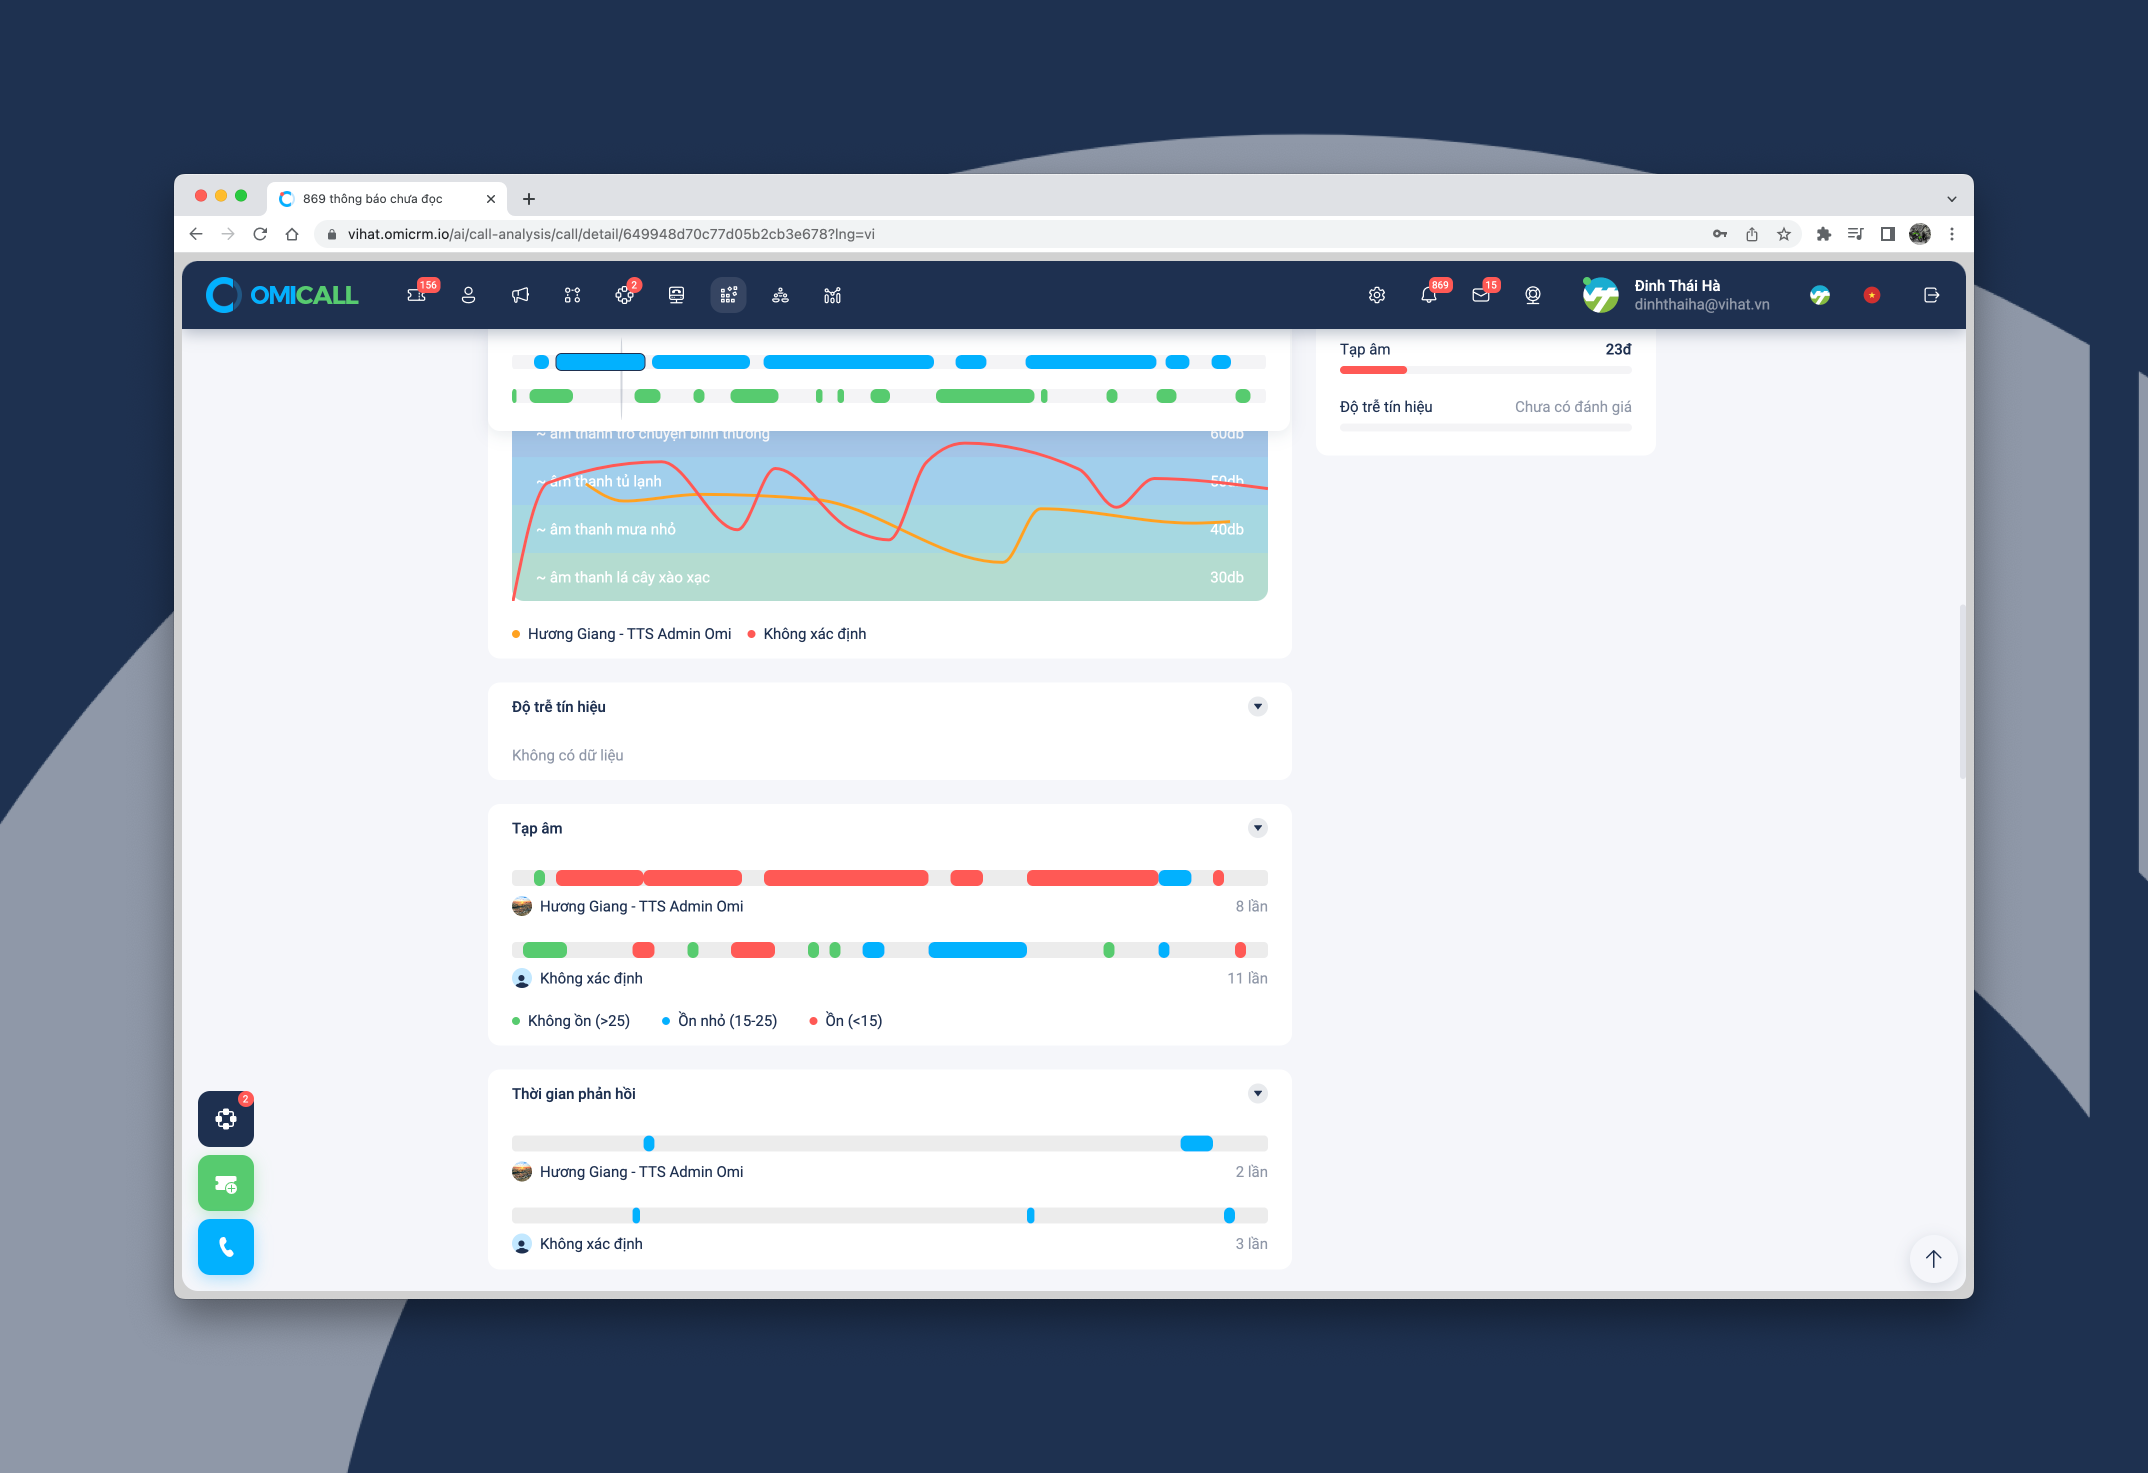 869 thông báo chưa đọc
vihat.omicrm.io/ai/call-analysis/call/detail/649948d70c77d05b2cb3e678?lng=vi
OMICALL
156
2
869
15
Đinh Thái Hà
dinhthaiha@vihat.vn
Tạp âm 23đ
Độ trễ tín hiệu Chưa có đánh giá
~ âm thanh trò chuyện bình thường 60db
~ âm thanh tủ lạnh 50db
~ âm thanh mưa nhỏ 40db
~ âm thanh lá cây xào xạc 30db
Hương Giang - TTS Admin Omi Không xác định
Độ trễ tín hiệu
Không có dữ liệu
Tạp âm
Hương Giang - TTS Admin Omi 8 lần
Không xác định 11 lần
Không ồn (>25) Ồn nhỏ (15-25) Ồn (<15)
Thời gian phản hồi
Hương Giang - TTS Admin Omi 2 lần
Không xác định 3 lần
2